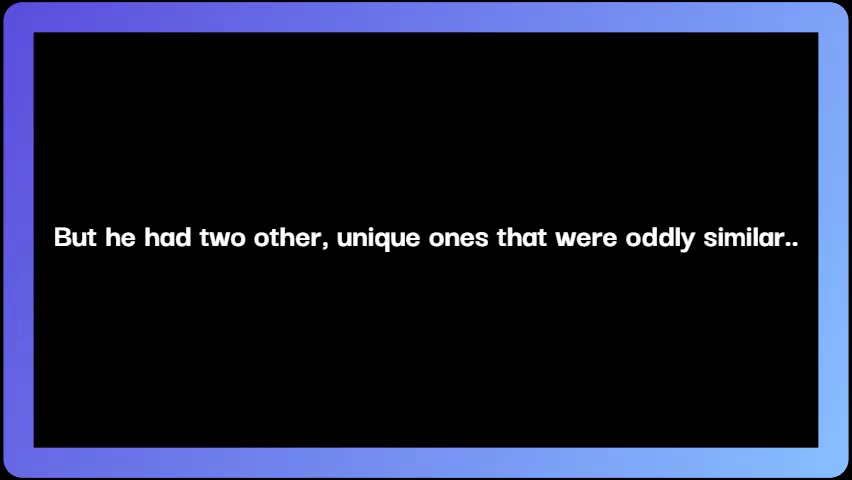 But he had two other, unique ones that were oddly similar..